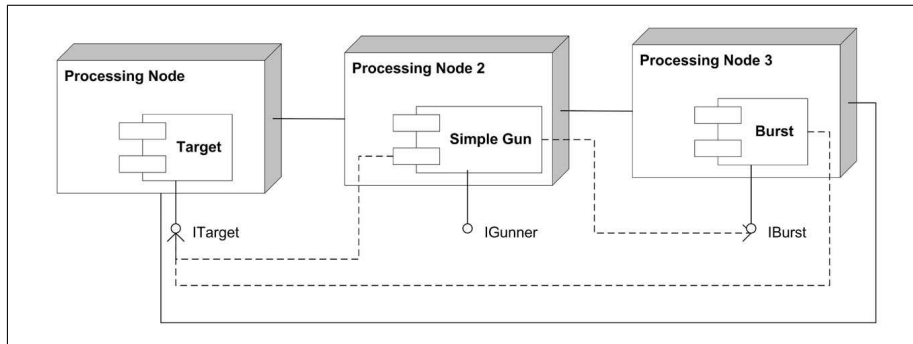 Processing Node
Processing Node 2
Processing Node 3
Target
Simple Gun
Burst
ITarget
IGunner
IBurst